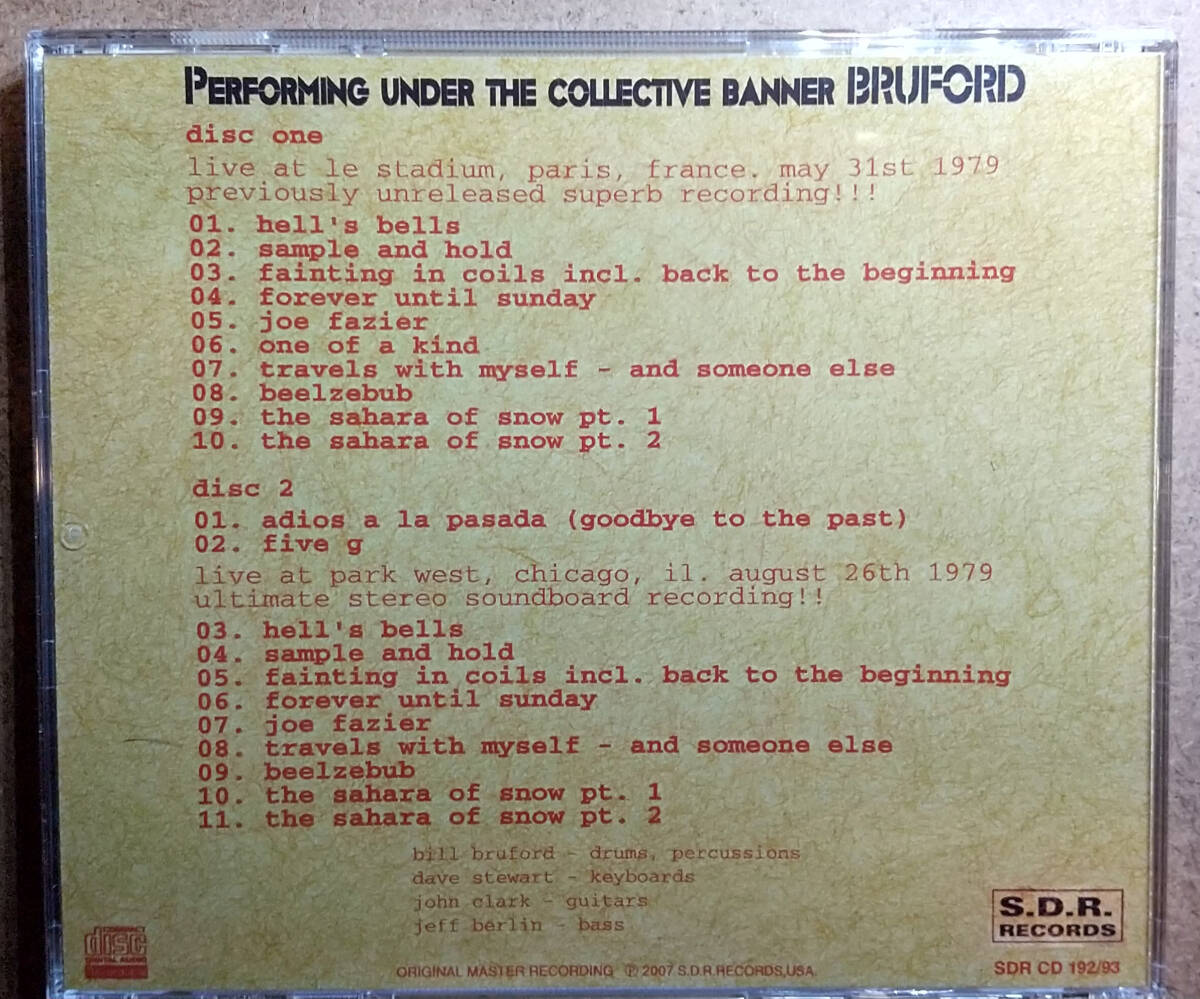 PERFORMING UNDER THE COLLECTIVE BANNER BRUFORD
disc one
live at le stadium, paris, france. may 31st 1979
previously unreleased superb recording!!!
01. hell's bells
02. sample and hold
03. fainting in coils incl. back to the beginning
04. forever until sunday
05. joe fazier
06. one of a kind
07. travels with myself - and someone else
08. beelzebub
09. the sahara of snow pt. 1
10. the sahara of snow pt. 2
disc 2
01. adios a la pasada (goodbye to the past)
02. five g
live at park west, chicago, il. august 26th 1979
ultimate stereo soundboard recording!!
03. hell's bells
04. sample and hold
05. fainting in coils incl. back to the beginning
06. forever until sunday
07. joe fazier
08. travels with myself - and someone else
09. beelzebub
10. the sahara of snow pt. 1
11. the sahara of snow pt. 2
bill bruford - drums, percussions
dave stewart - keyboards
john clark - guitars
jeff berlin - bass
S.D.R.
RECORDS
COMPACT
disc
DIGITAL AUDIO
ORIGINAL MASTER RECORDING ℗ 2007 S.D.R.RECORDS,USA.
SDR CD 192/93